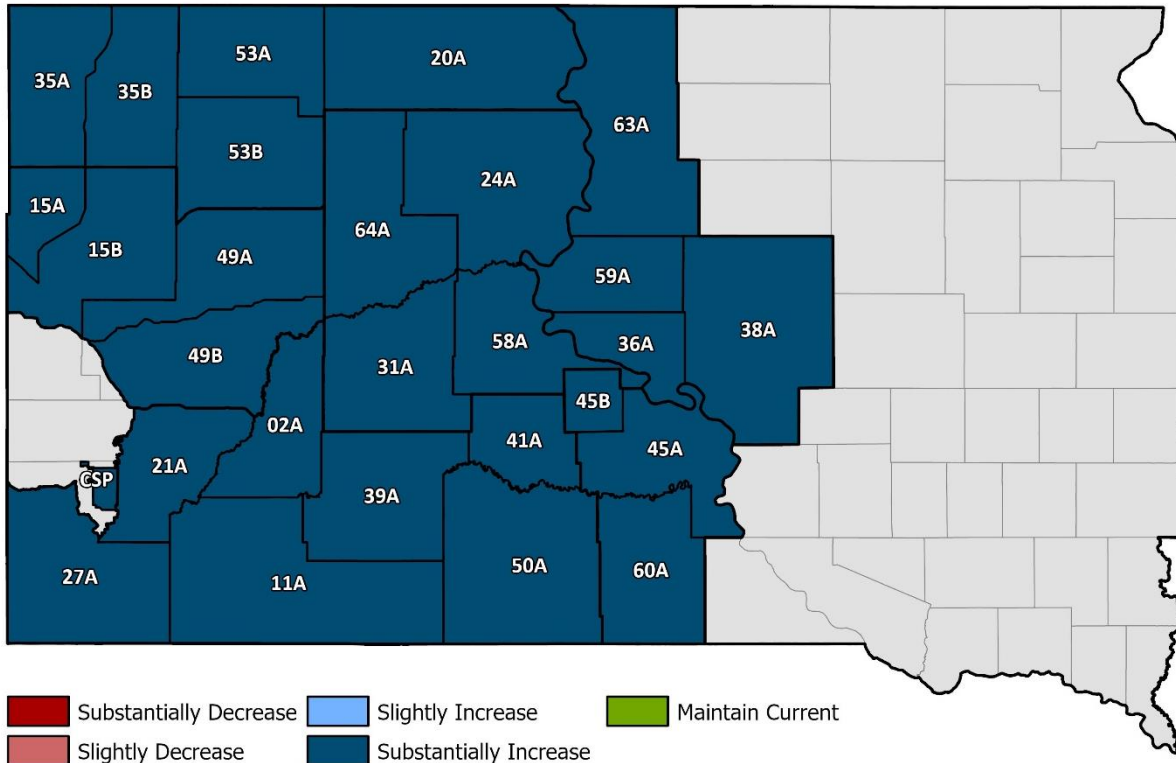 53A
20A
35A
35B
63A
53B
24A
15A
64A
15B
49A
59A
58A
36A
38A
49B
31A
45B
02A
41A
45A
21A
CSP
39A
50A
60A
27A
11A
Substantially Decrease
Slightly Increase
Maintain Current
Slightly Decrease
Substantially Increase